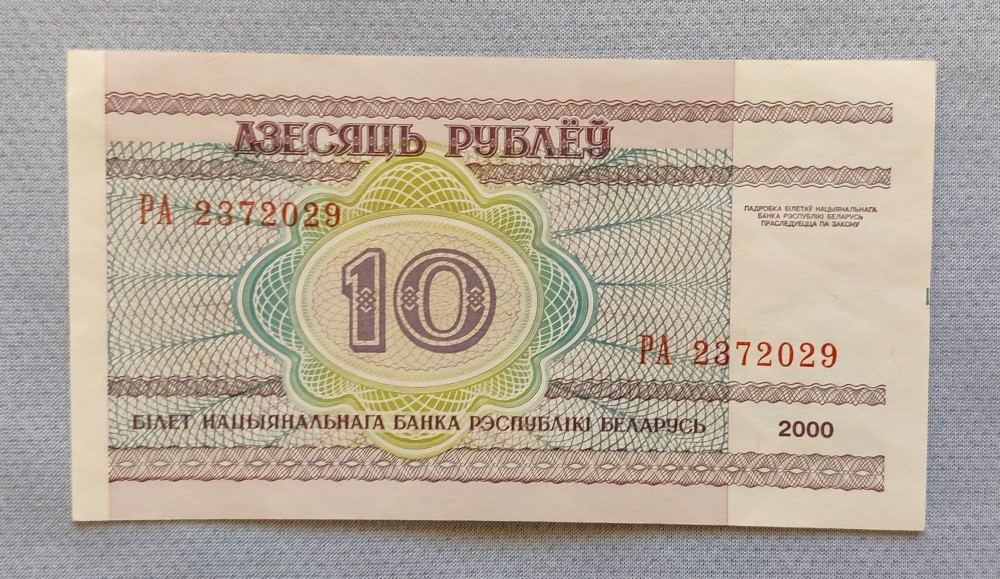 ДЗЕСЯЦЬ РУБЛЁЎ
РА 2372029
ПАДРОБКА БІЛЕТАЎ НАЦЫЯНАЛЬНАГА
БАНКА РЭСПУБЛІКІ БЕЛАРУСЬ
ПРАСЛЕДУЕЦЦА ПА ЗАКОНУ
10
РА 2372029
БІЛЕТ НАЦЫЯНАЛЬНАГА БАНКА РЭСПУБЛІКІ БЕЛАРУСЬ
2000